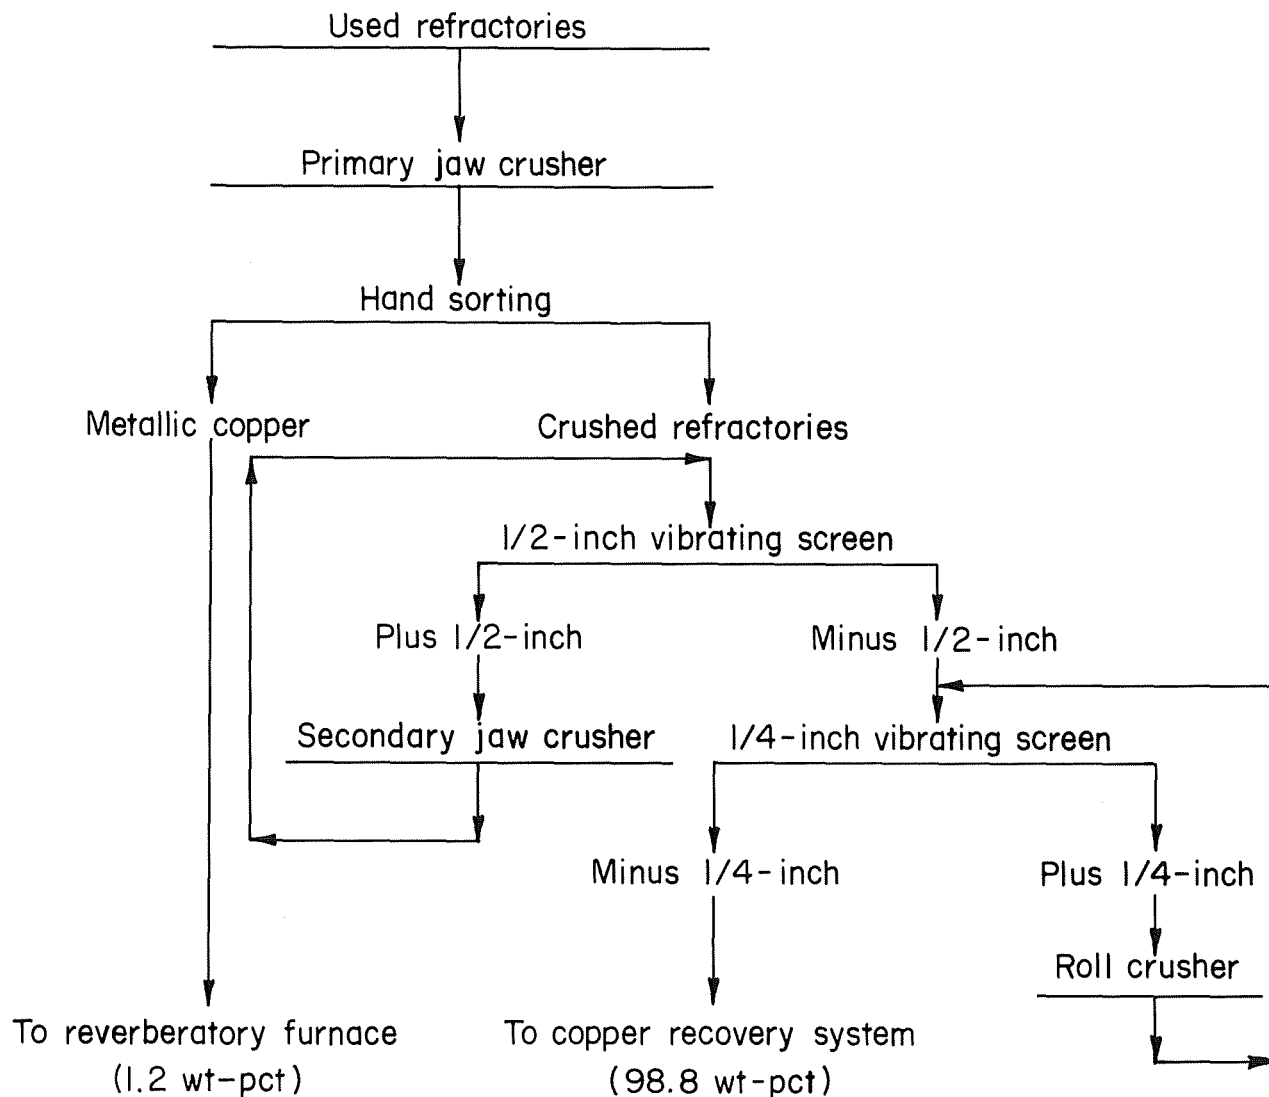 Used refractories
Primary jaw crusher
Hand sorting
Metallic copper
Crushed refractories
1/2-inch vibrating screen
Plus 1/2-inch
Minus 1/2-inch
Secondary jaw crusher
1/4-inch vibrating screen
Minus 1/4-inch
Plus 1/4-inch
Roll crusher
To reverberatory furnace
(1.2 wt-pct)
To copper recovery system
(98.8 wt-pct)